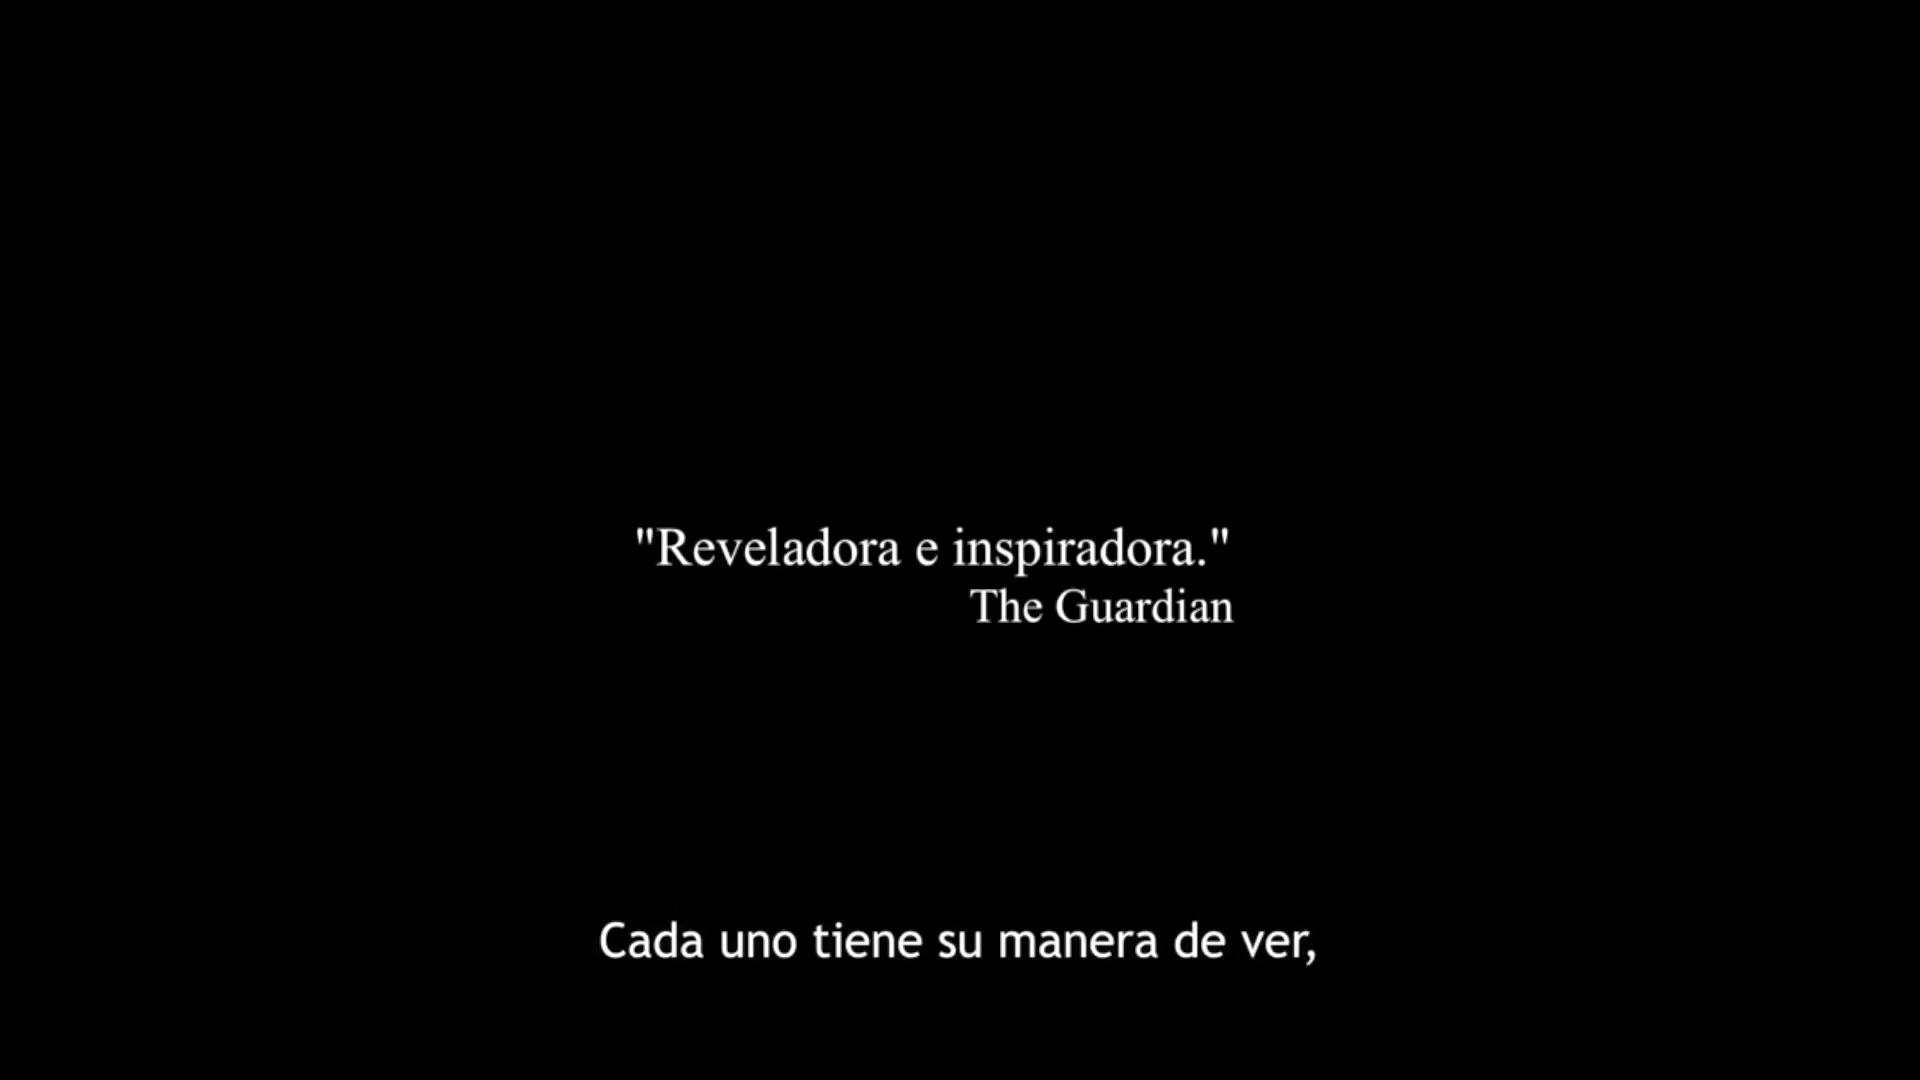 "Reveladora e inspiradora."
The Guardian
Cada uno tiene su manera de ver,